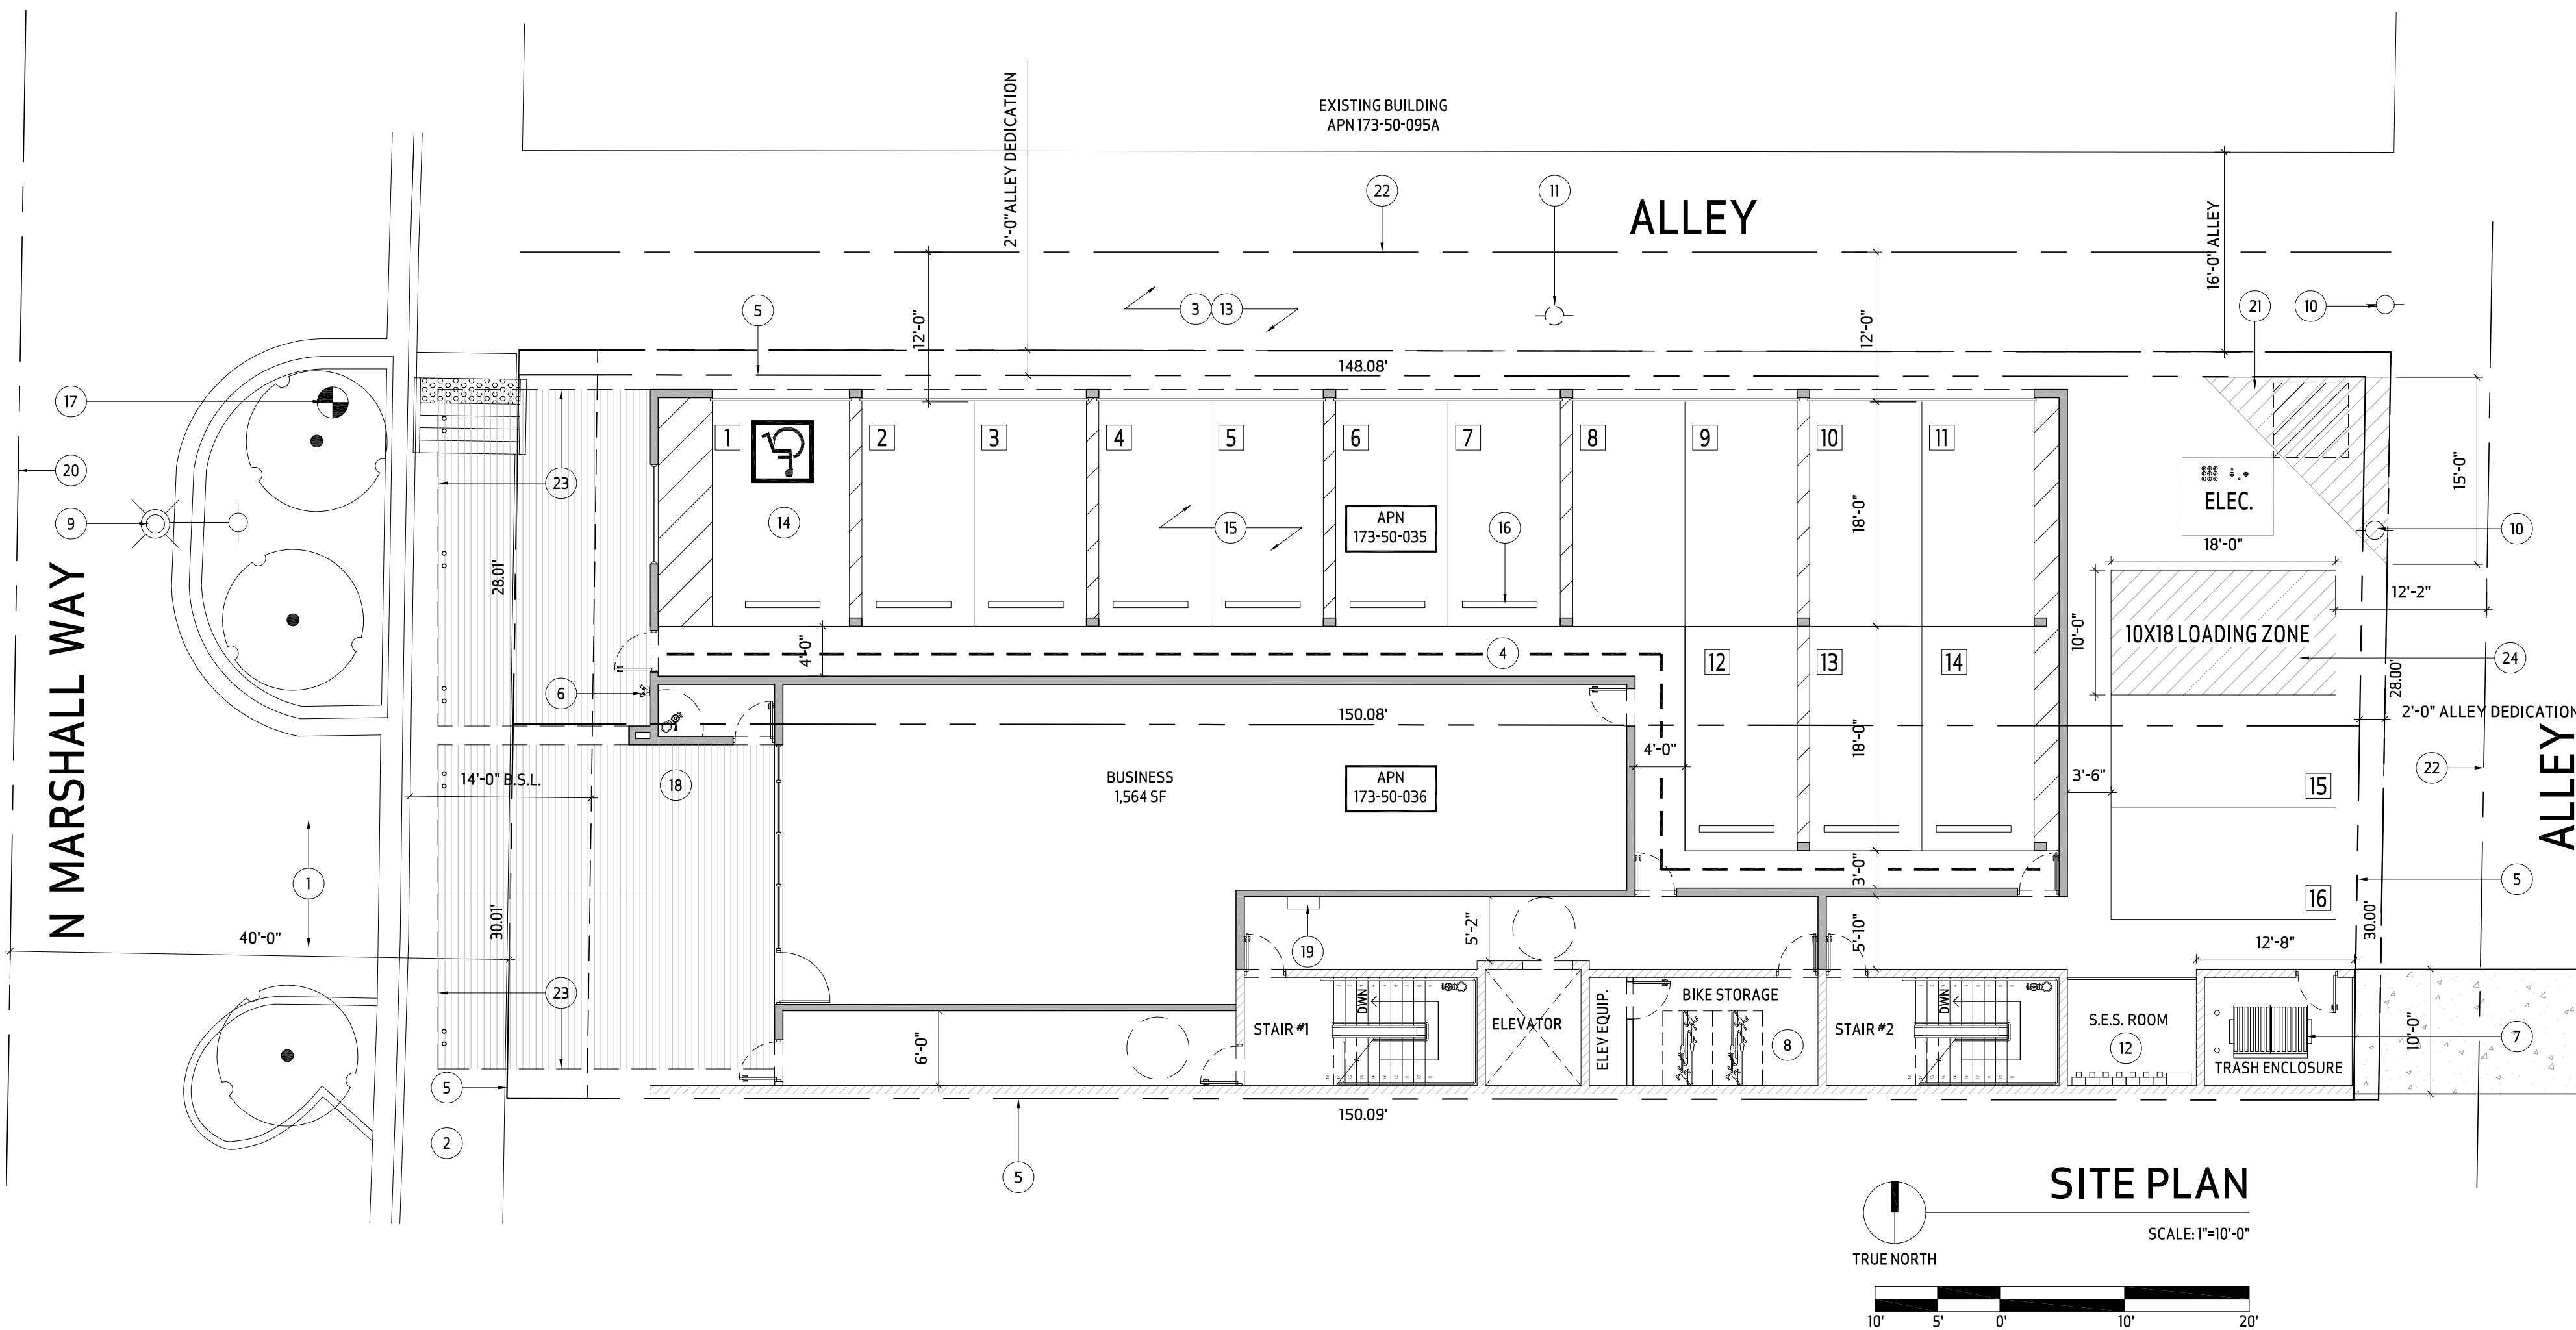 EXISTING BUILDING
APN 173-50-095A
2'-0" ALLEY DEDICATION
22
11
ALLEY
16'-0" ALLEY
5
3
13
12'-0"
12'-0"
21
10
148.08'
17
20
9
23
1
2
3
4
5
6
7
8
9
10
11
14
15
APN
173-50-035
16
18'-0"
15'-0"
ELEC.
10
18'-0"
12'-2"
N MARSHALL WAY
28.01'
4'-0"
4
12
13
14
10'-0"
10X18 LOADING ZONE
24
28.00'
6
150.08'
2'-0" ALLEY DEDICATION
ALLEY
14'-0" B.S.L.
18
BUSINESS
1,564 SF
APN
173-50-036
4'-0"
18'-0"
3'-6"
15
22
1
3'-0"
16
5
30.01'
40'-0"
19
5'-2"
5'-10"
30.00'
12'-8"
23
6'-0"
STAIR #1
DWN
ELEVATOR
ELEV EQUIP.
BIKE STORAGE
8
STAIR #2
DWN
S.E.S. ROOM
12
TRASH ENCLOSURE
10'-0"
7
5
2
150.09'
5
SITE PLAN
SCALE: 1"=10'-0"
TRUE NORTH
10'
5'
0'
10'
20'